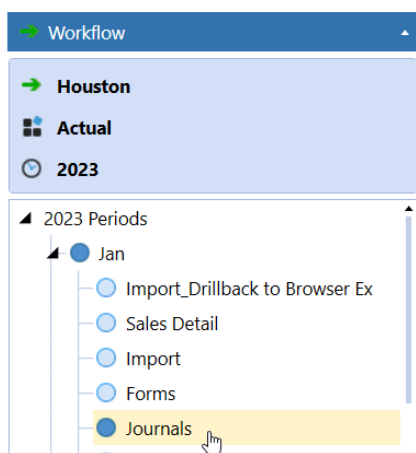 Workflow
Houston
Actual
2023
2023 Periods
Jan
Import_Drillback to Browser Ex
Sales Detail
Import
Forms
Journals